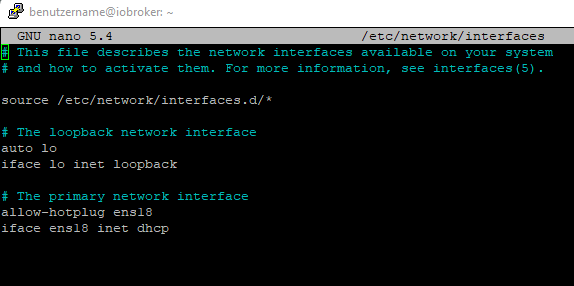 benutzername@iobroker: ~
GNU nano 5.4 /etc/network/interfaces
# This file describes the network interfaces available on your system
# and how to activate them. For more information, see interfaces(5).
source /etc/network/interfaces.d/*
# The loopback network interface
auto lo
iface lo inet loopback
# The primary network interface
allow-hotplug ens18
iface ens18 inet dhcp